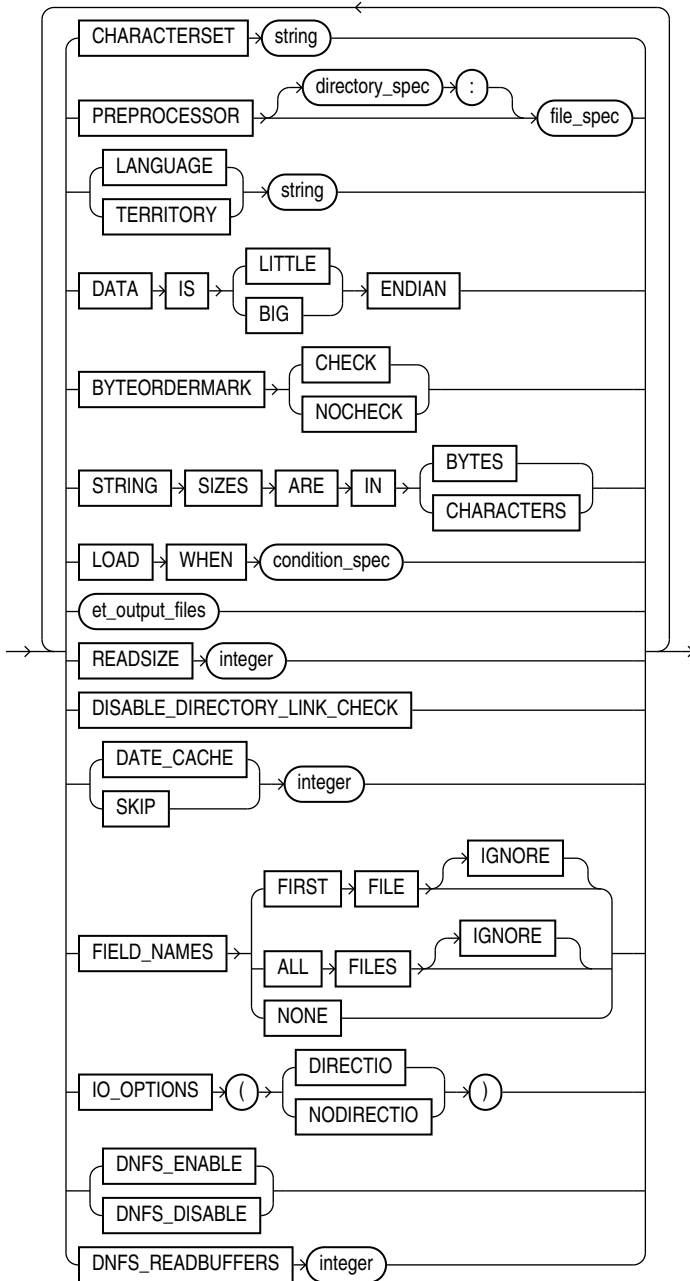 CHARACTERSET string
directory_spec :
PREPROCESSOR file_spec
LANGUAGE
string
TERRITORY
LITTLE
DATA IS ENDIAN
BIG
CHECK
BYTEORDERMARK
NOCHECK
BYTES
STRING SIZES ARE IN
CHARACTERS
LOAD WHEN condition_spec
et_output_files
READSIZE integer
DISABLE_DIRECTORY_LINK_CHECK
DATE_CACHE
integer
SKIP
IGNORE
FIRST FILE
IGNORE
FIELD_NAMES
ALL FILES
NONE
DIRECTIO
IO_OPTIONS ( )
NODIRECTIO
DNFS_ENABLE
DNFS_DISABLE
DNFS_READBUFFERS integer